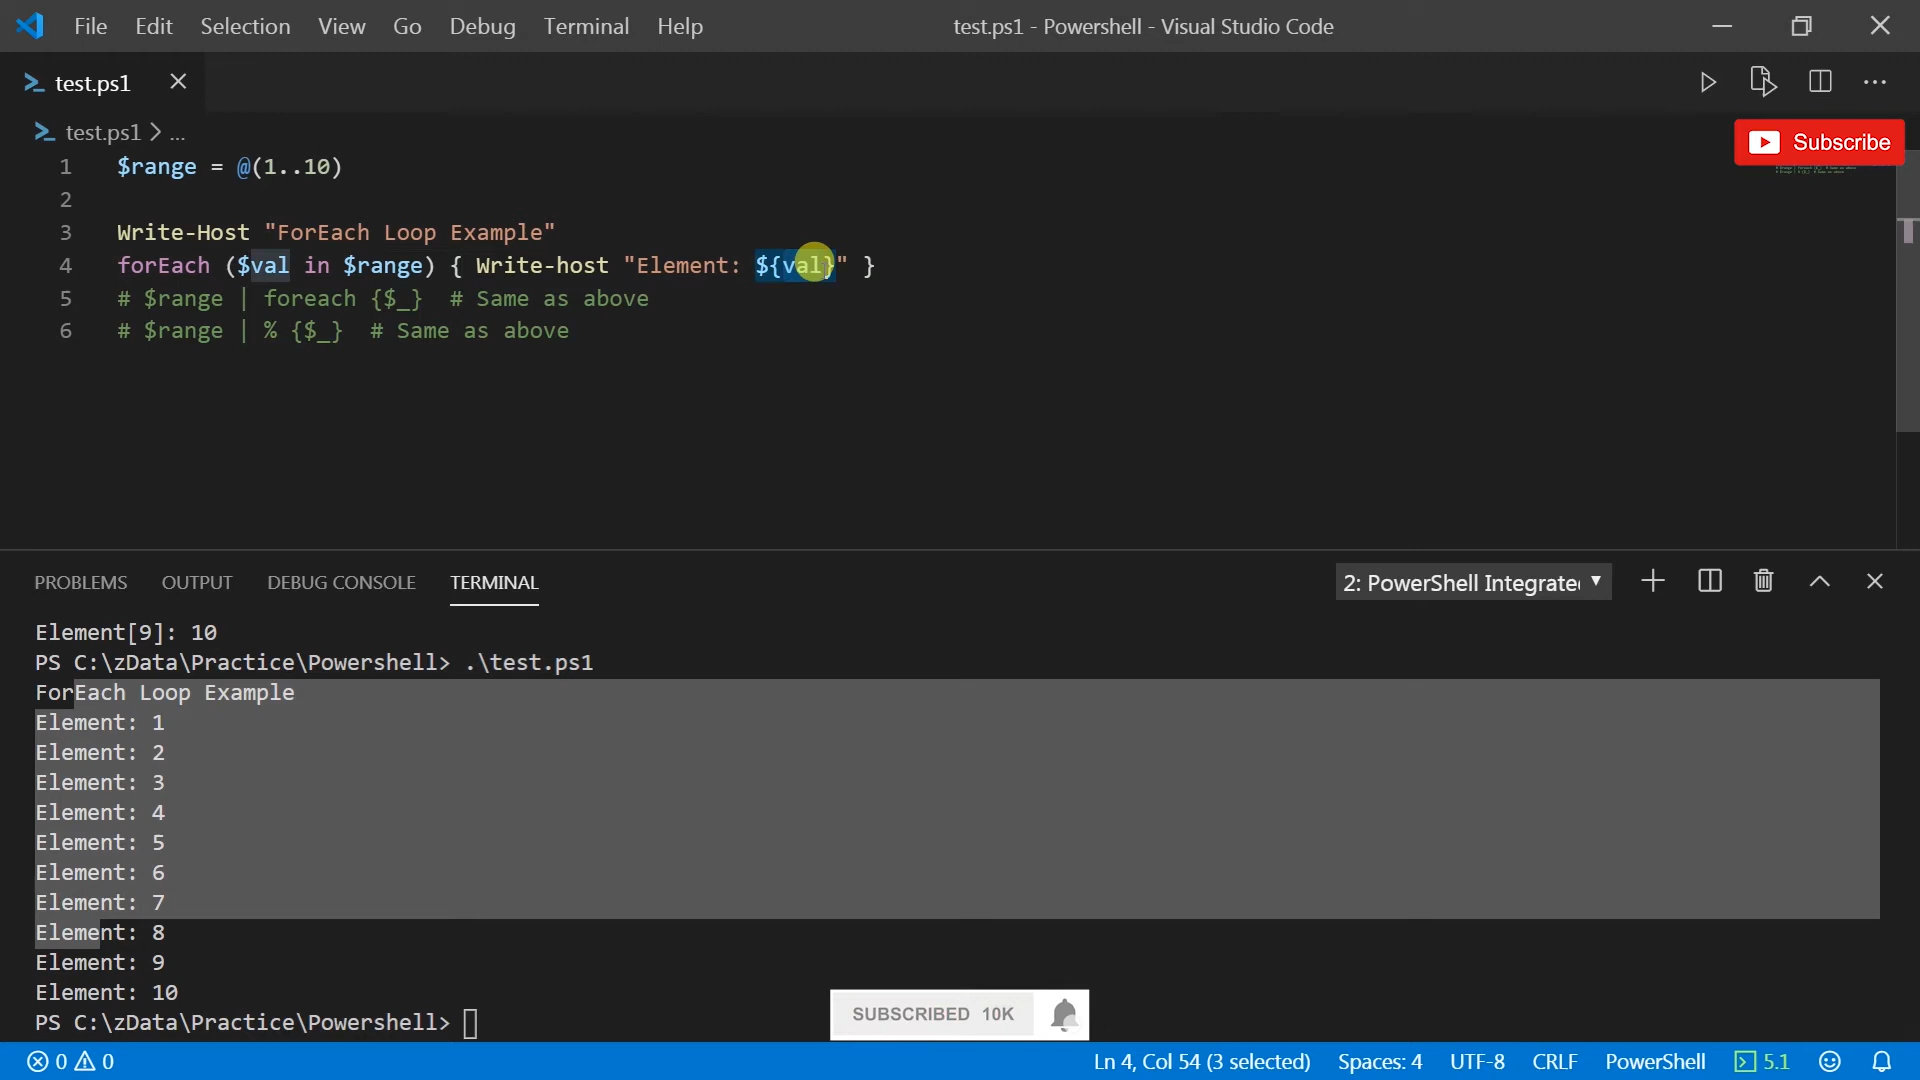 File Edit Selection View Go Debug Terminal Help test.ps1 - Powershell - Visual Studio Code
test.ps1
test.ps1 > ...
Subscribe
1 $range = @(1..10)
2
3 Write-Host "ForEach Loop Example"
4 forEach ($val in $range) { Write-host "Element: ${val}" }
5 # $range | foreach {$_} # Same as above
6 # $range | % {$_} # Same as above
PROBLEMS OUTPUT DEBUG CONSOLE TERMINAL 2: PowerShell Integrate
Element[9]: 10
PS C:\zData\Practice\Powershell> .\test.ps1
ForEach Loop Example
Element: 1
Element: 2
Element: 3
Element: 4
Element: 5
Element: 6
Element: 7
Element: 8
Element: 9
Element: 10
PS C:\zData\Practice\Powershell>
SUBSCRIBED 10K
0 0 Ln 4, Col 54 (3 selected) Spaces: 4 UTF-8 CRLF PowerShell 5.1